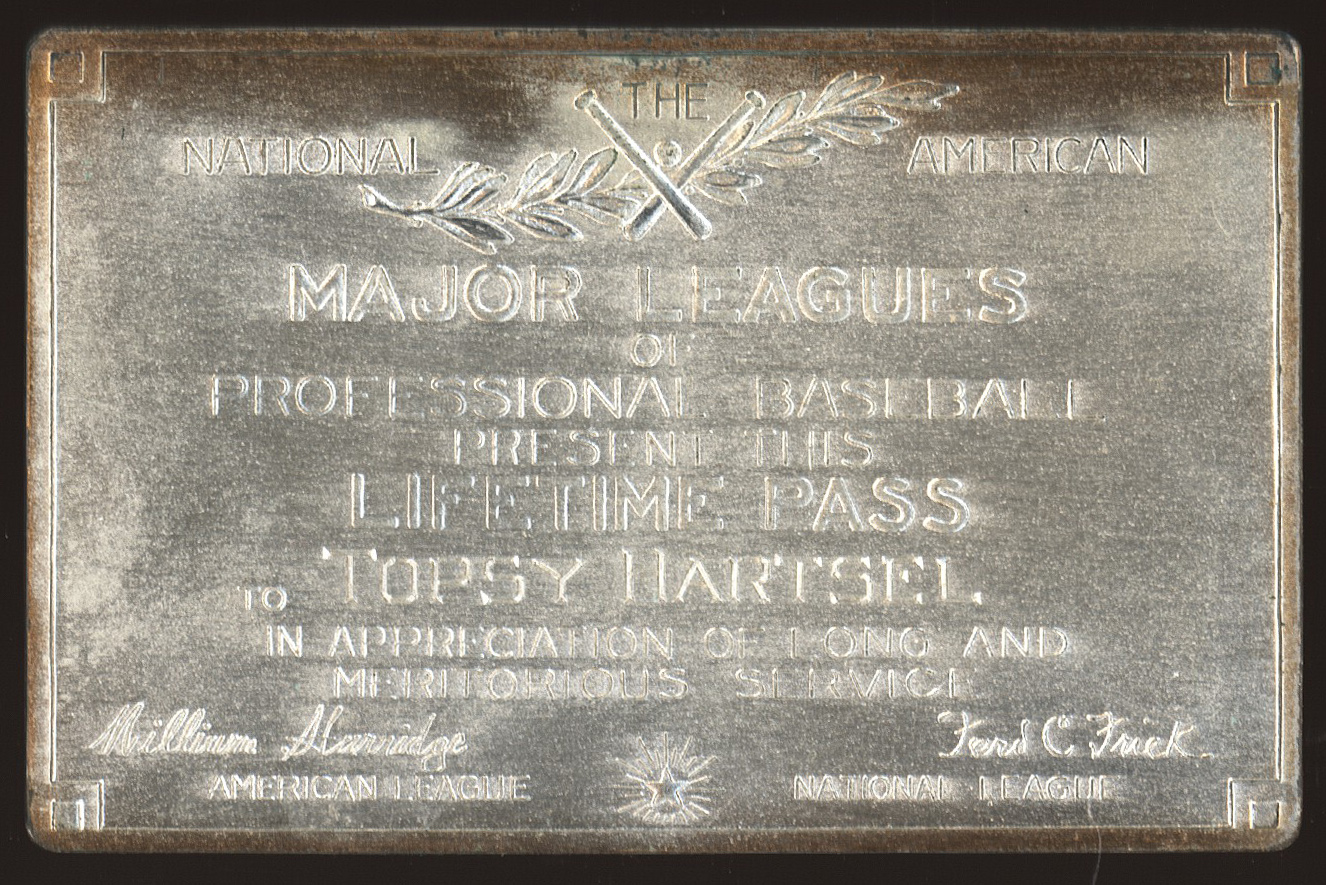 THE
NATIONAL AMERICAN
MAJOR LEAGUES
OF
PROFESSIONAL BASEBALL
PRESENT THIS
LIFETIME PASS
TO TOPSY HARTSEL
IN APPRECIATION OF LONG AND
MERITORIOUS SERVICE
William Harridge Ford C. Frick
AMERICAN LEAGUE NATIONAL LEAGUE